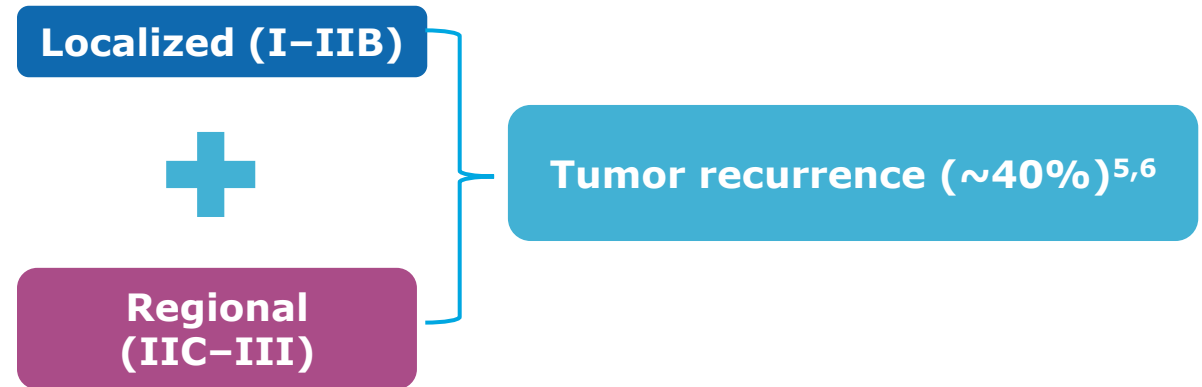 Localized (I–IIB)
Tumor recurrence (~40%)5,6
Regional
(IIC–III)